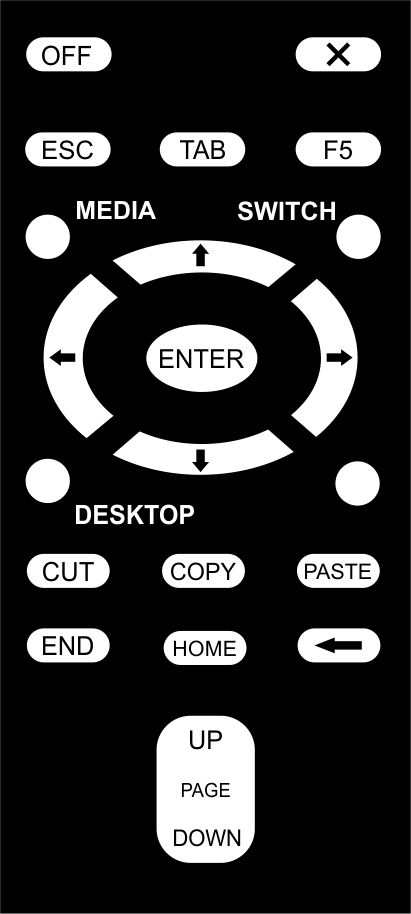 OFF
ESC TAB F5
MEDIA SWITCH
ENTER
DESKTOP
CUT COPY PASTE
END HOME
UP
PAGE
DOWN